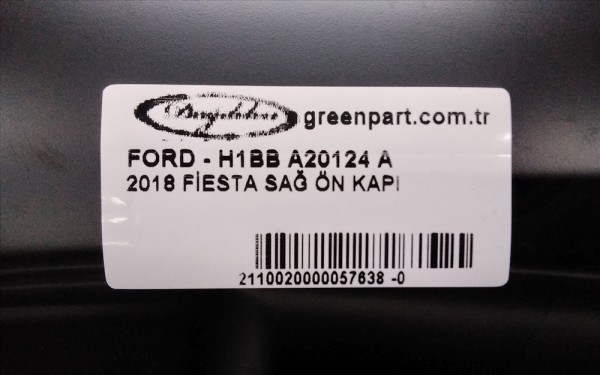 greenpart.com.tr
FORD - H1BB A20124 A
2018 FİESTA SAĞ ÖN KAPI
2110020000057638 -0